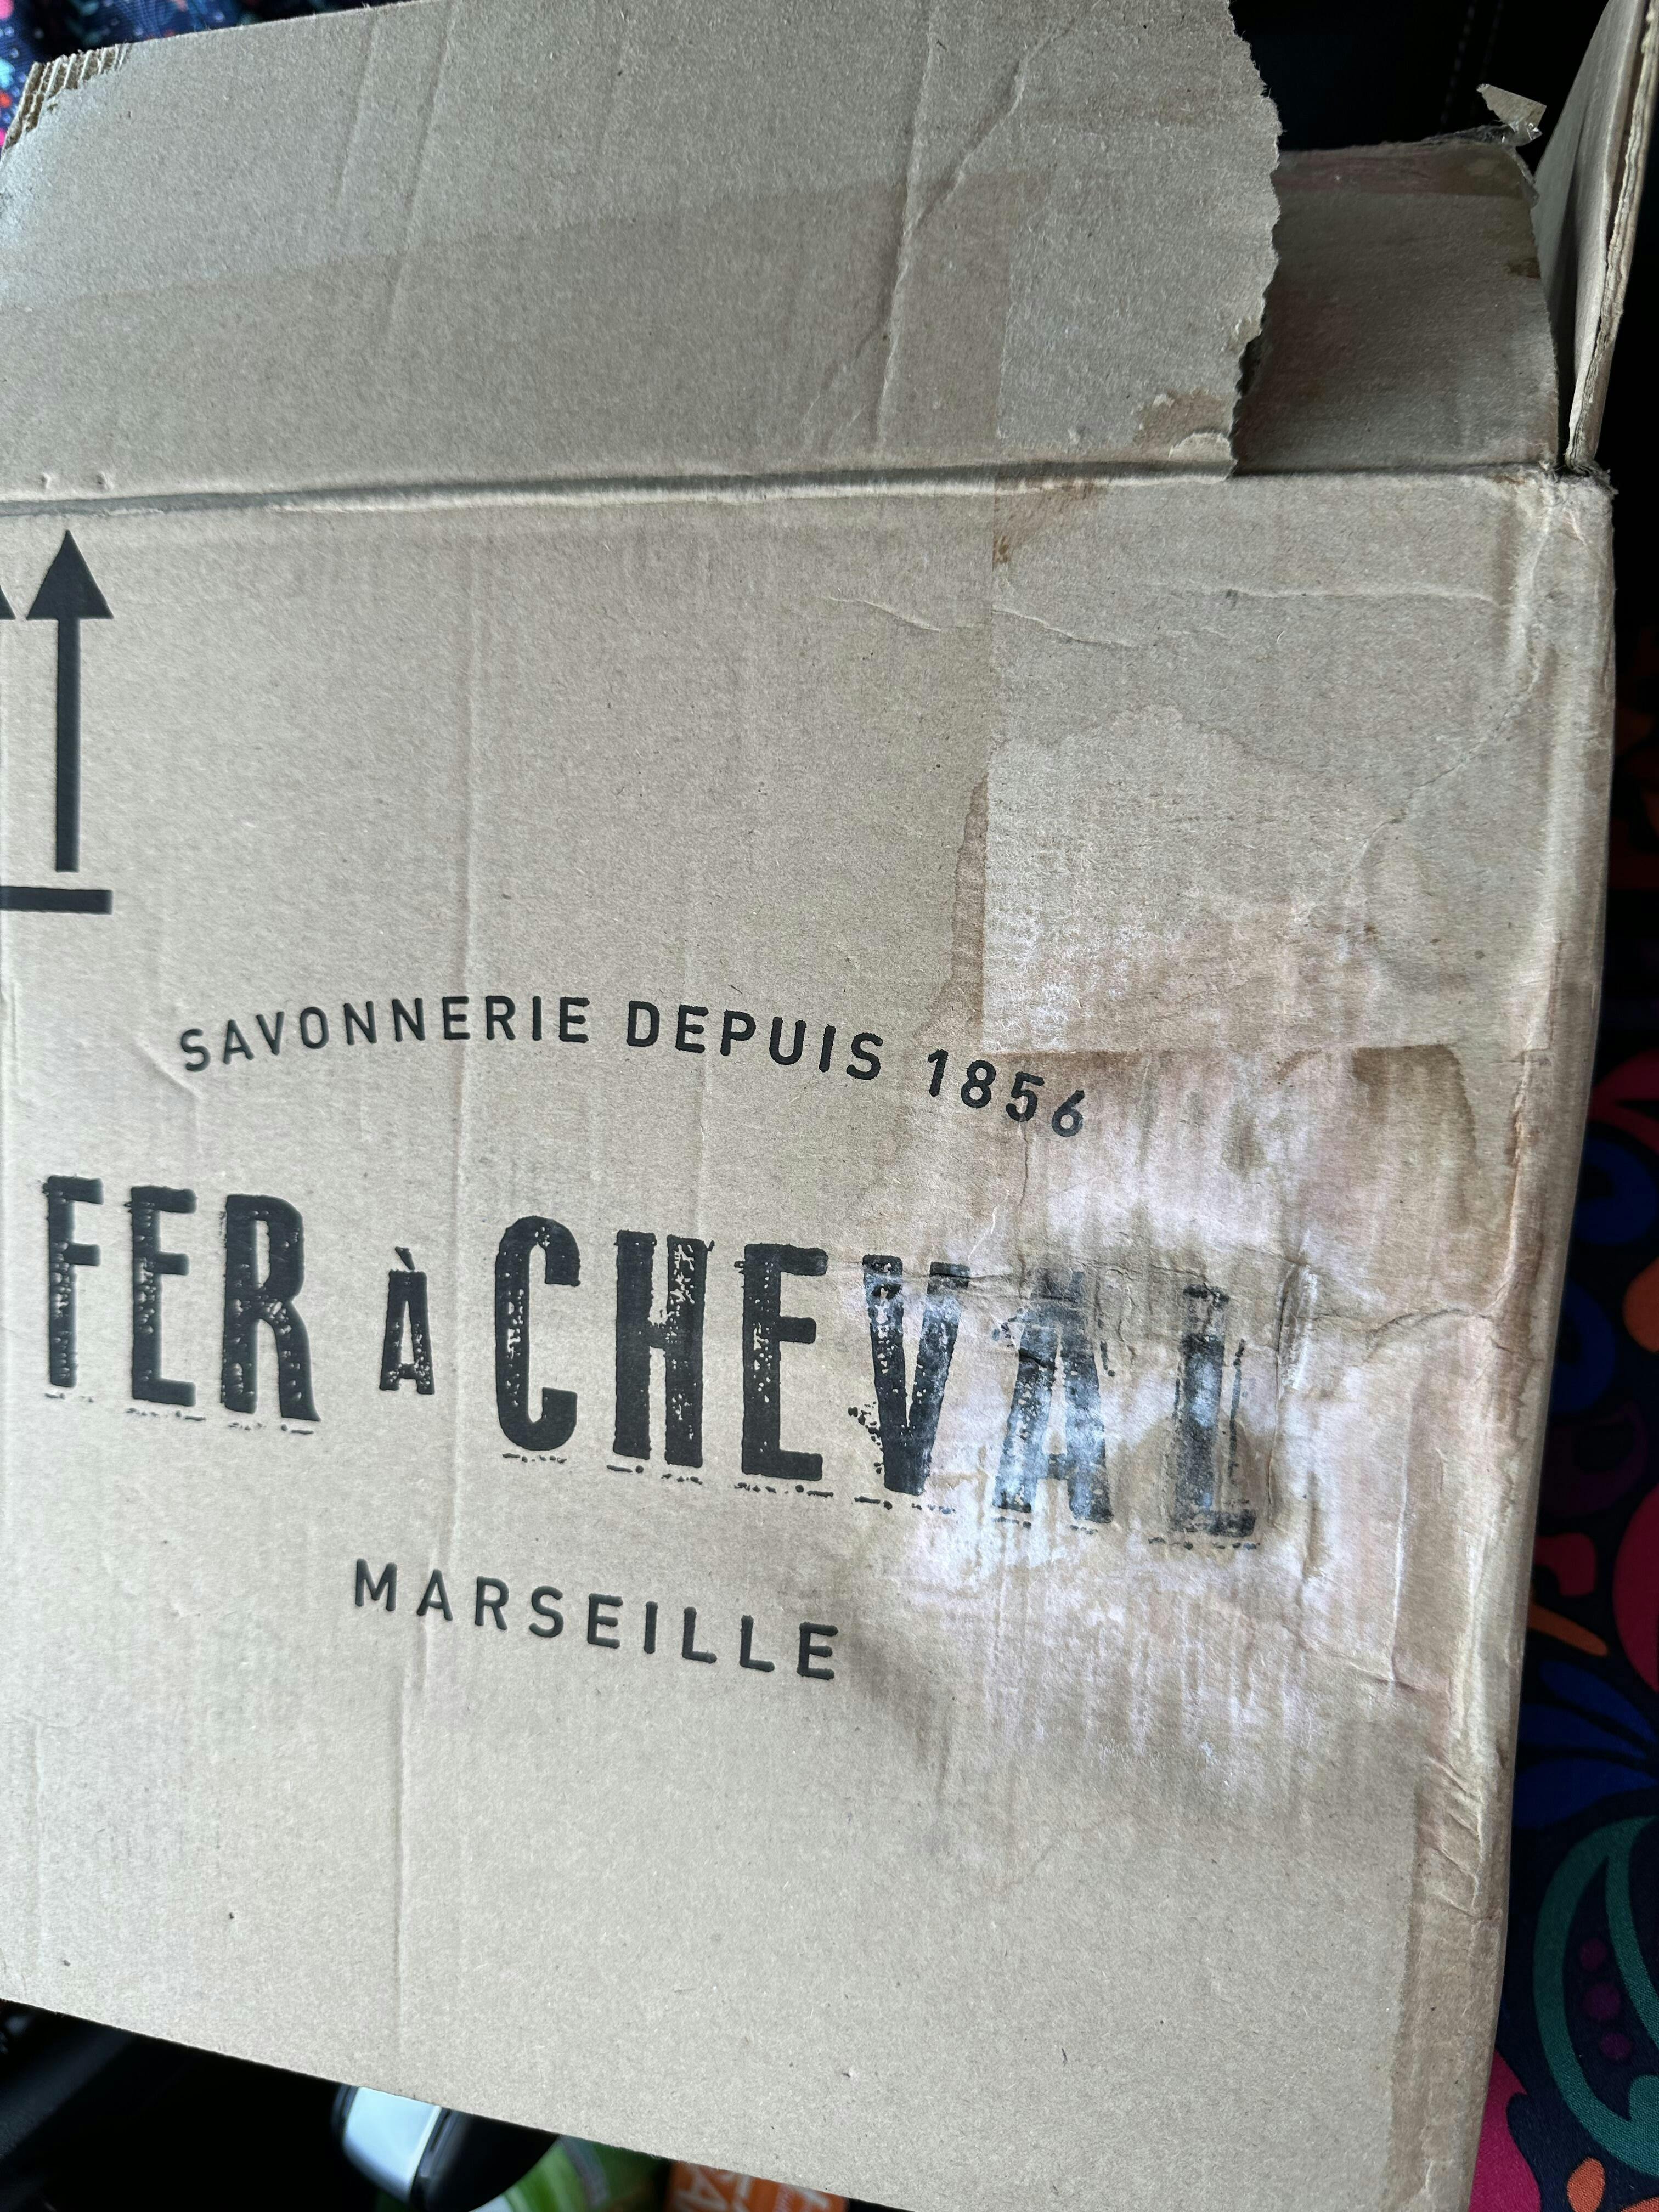 SAVONNERIE DEPUIS 1856
FER À CHEVAL
MARSEILLE